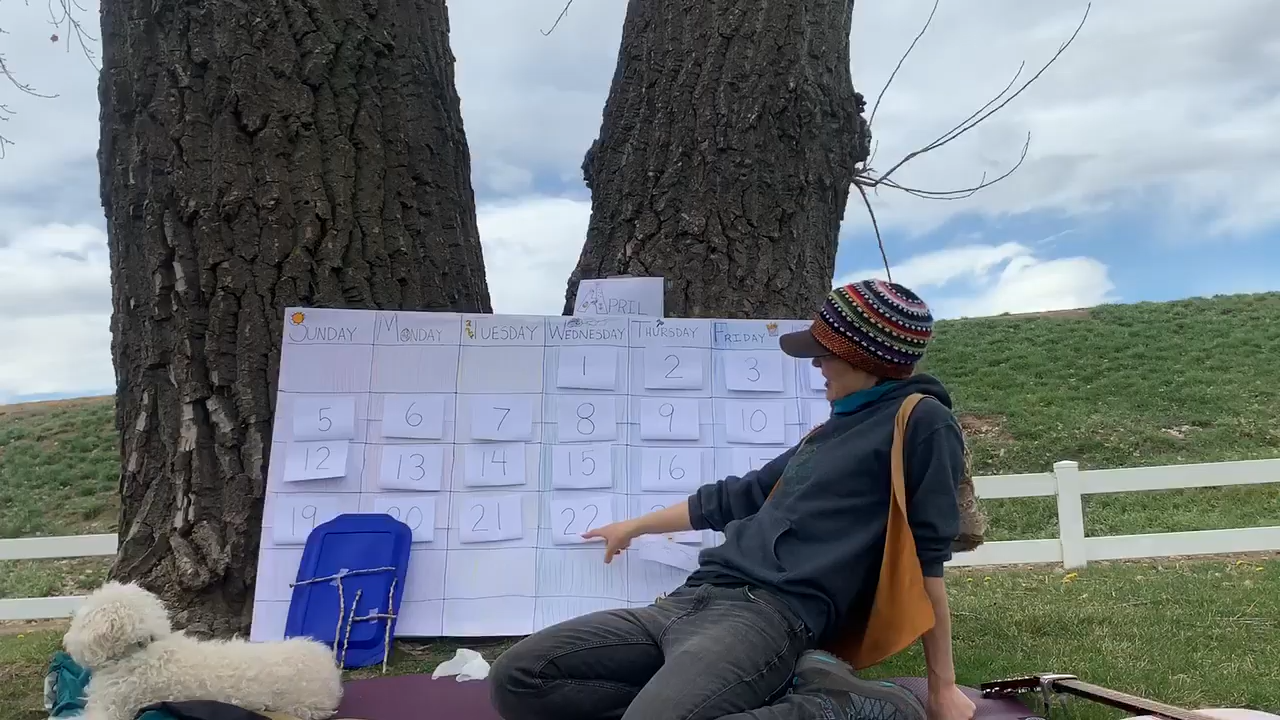 APRIL
SUNDAY MONDAY TUESDAY WEDNESDAY THURSDAY FRIDAY
1 2 3
5 6 7 8 9 10
12 13 14 15 16
19 20 21 22